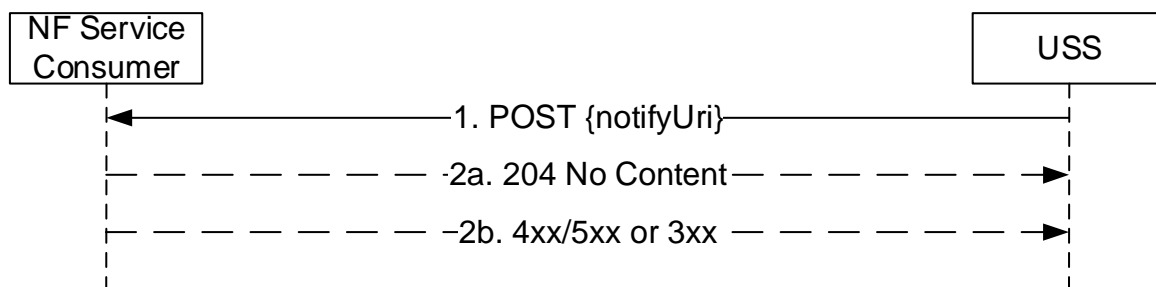 NF Service
Consumer
USS
1. POST {notifyUri}
2a. 204 No Content
2b. 4xx/5xx or 3xx